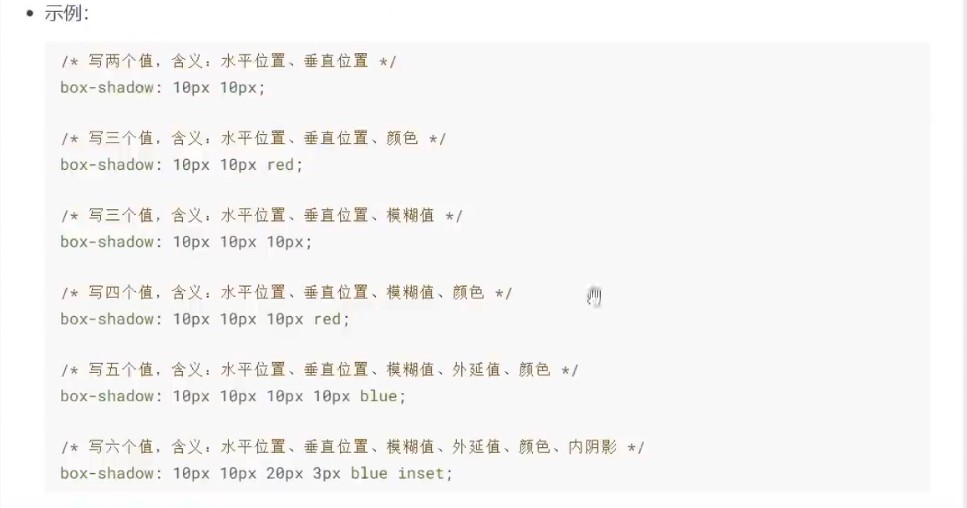 • 示例：
/* 写两个值，含义：水平位置、垂直位置 */
box-shadow: 10px 10px;
/* 写三个值，含义：水平位置、垂直位置、颜色 */
box-shadow: 10px 10px red;
/* 写三个值，含义：水平位置、垂直位置、模糊值 */
box-shadow: 10px 10px 10px;
/* 写四个值，含义：水平位置、垂直位置、模糊值、颜色 */
box-shadow: 10px 10px 10px red;
/* 写五个值，含义：水平位置、垂直位置、模糊值、外延值、颜色 */
box-shadow: 10px 10px 10px 10px blue;
/* 写六个值，含义：水平位置、垂直位置、模糊值、外延值、颜色、内阴影 */
box-shadow: 10px 10px 20px 3px blue inset;